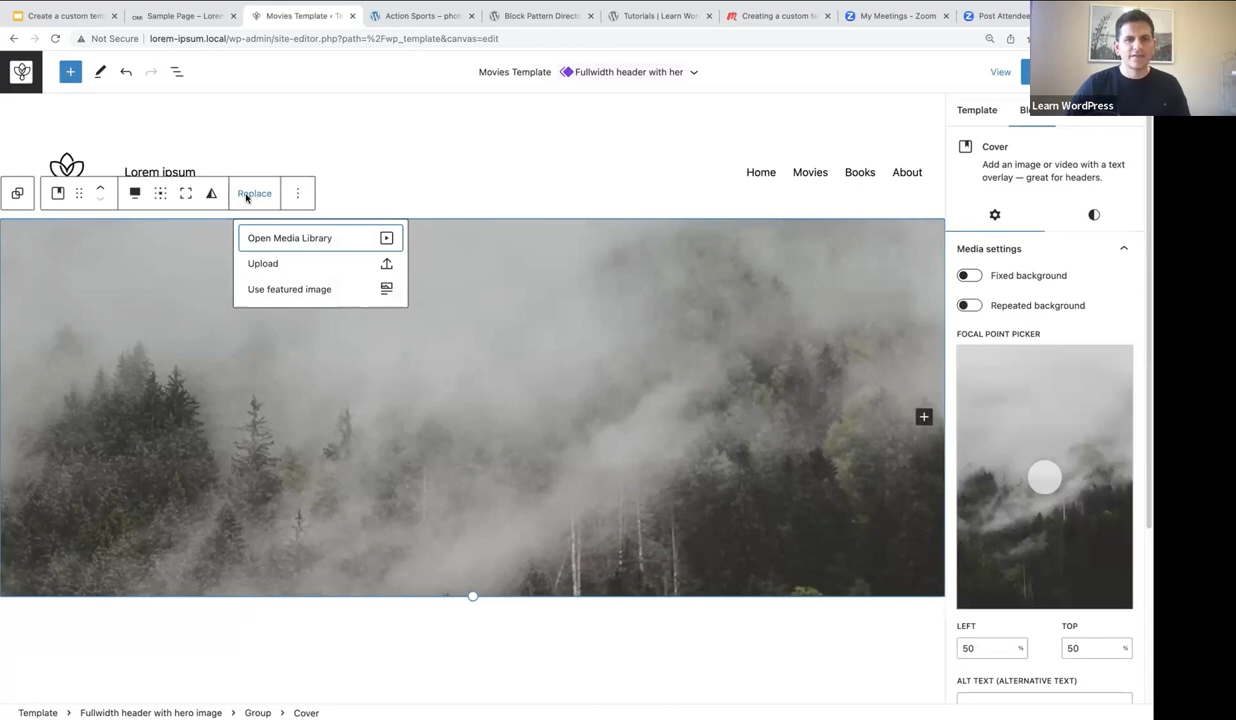 Create a custom tem
Sample Page – Loren
Movies Template ‹ Te
Action Sports – phot
Block Pattern Direct
Tutorials | Learn Wor
Creating a custom te
My Meetings - Zoom
Post Attendee
Not Secure
lorem-ipsum.local/wp-admin/site-editor.php?path=%2Fwp_template&canvas=edit
Movies Template
Fullwidth header with her
View
Learn WordPress
Template
Lorem ipsum
Home
Movies
Books
About
Replace
Open Media Library
Upload
Use featured image
Cover
Add an image or video with a text
overlay — great for headers.
Media settings
Fixed background
Repeated background
FOCAL POINT PICKER
LEFT
TOP
50 %
50 %
ALT TEXT (ALTERNATIVE TEXT)
Template > Fullwidth header with hero image > Group > Cover